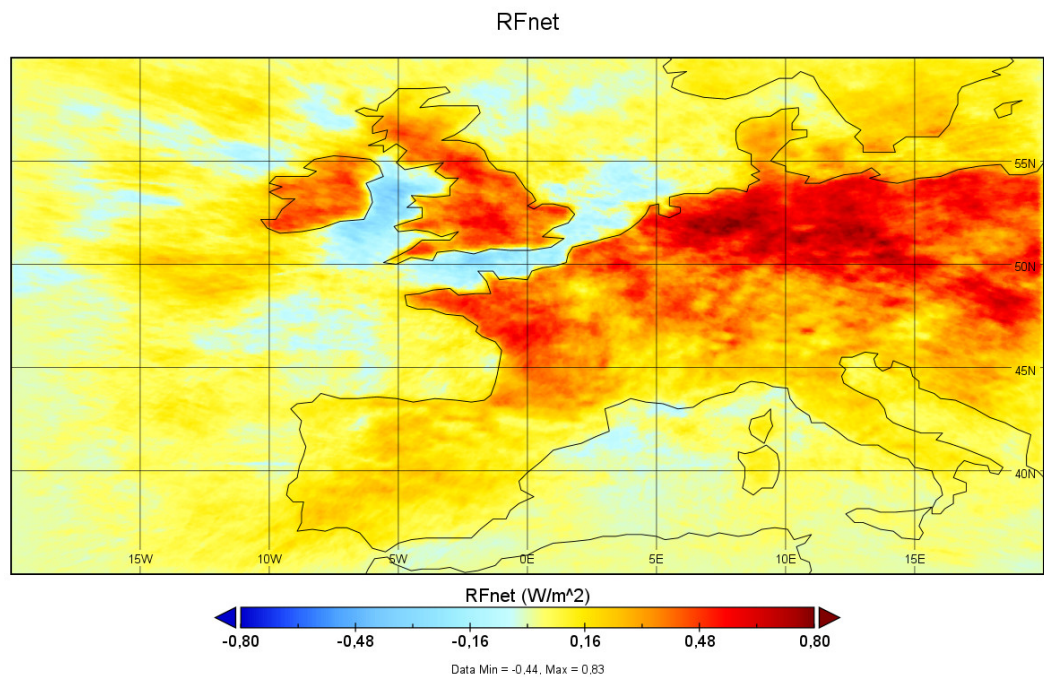 RFnet
55N
50N
45N
40N
15W 10W 5W 0E 5E 10E 15E
RFnet (W/m^2)
-0,80 -0,48 -0,16 0,16 0,48 0,80
Data Min = -0,44, Max = 0,83